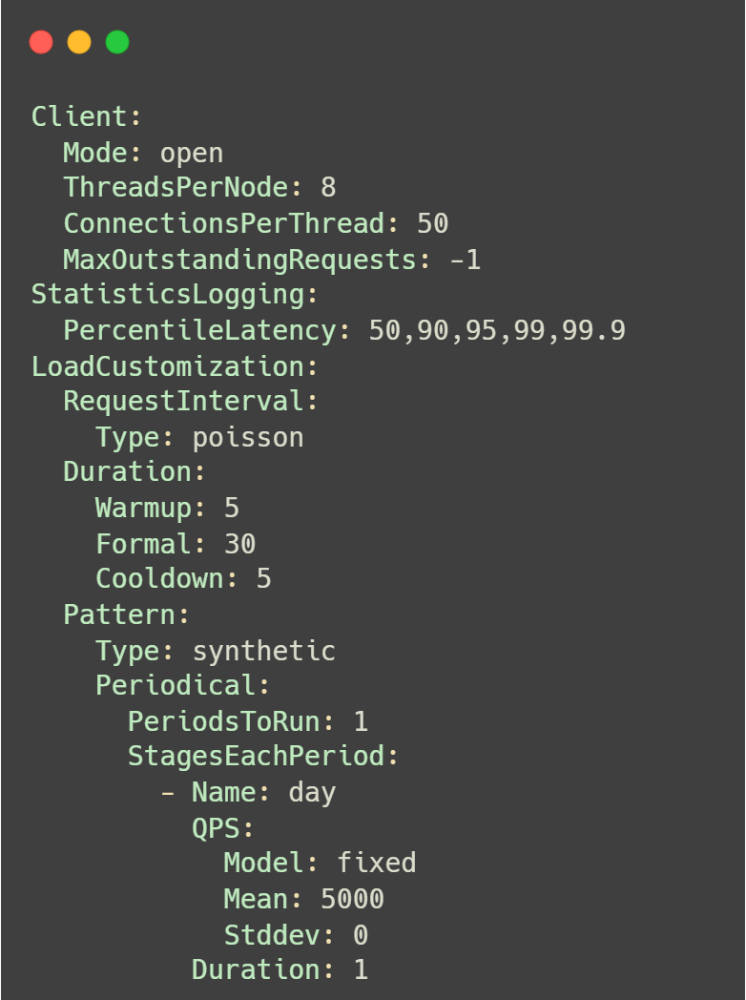 Client:
  Mode: open
  ThreadsPerNode: 8
  ConnectionsPerThread: 50
  MaxOutstandingRequests: -1
StatisticsLogging:
  PercentileLatency: 50,90,95,99,99.9
LoadCustomization:
  RequestInterval:
    Type: poisson
  Duration:
    Warmup: 5
    Formal: 30
    Cooldown: 5
  Pattern:
    Type: synthetic
    Periodical:
      PeriodsToRun: 1
      StagesEachPeriod:
        - Name: day
          QPS:
            Model: fixed
            Mean: 5000
            Stddev: 0
          Duration: 1